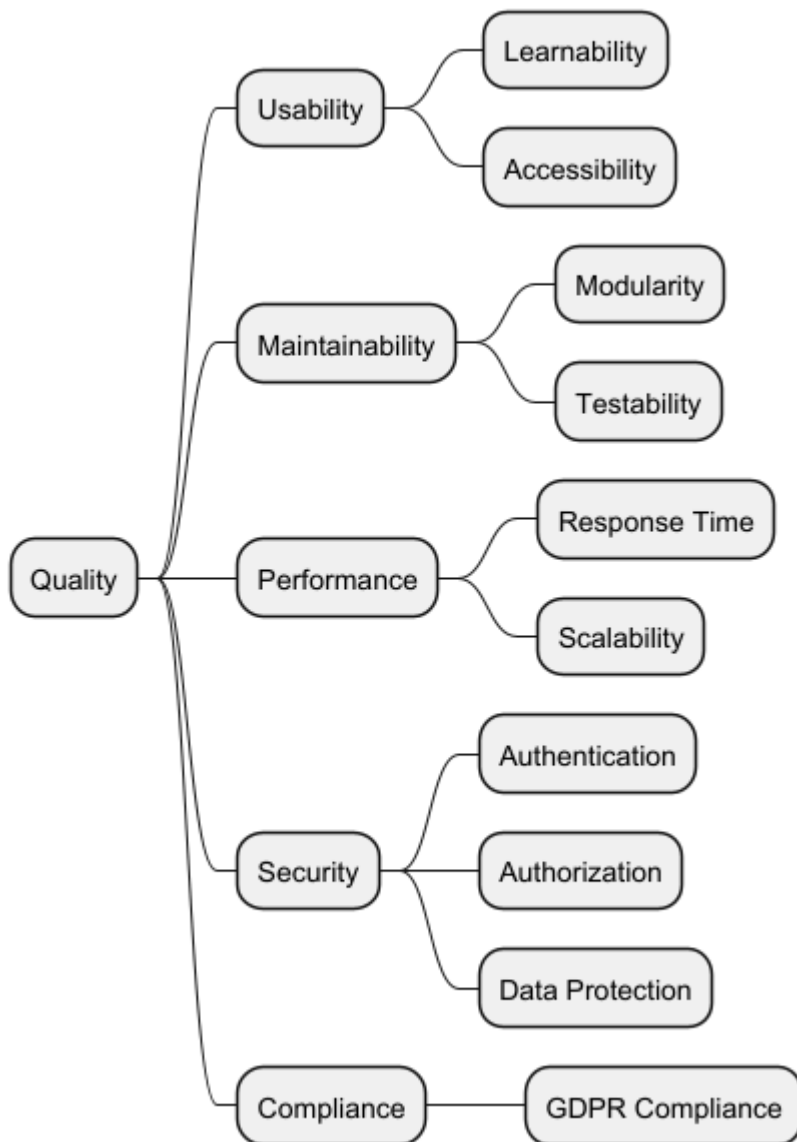 Learnability
Usability
Accessibility
Modularity
Maintainability
Testability
Response Time
Quality
Performance
Scalability
Authentication
Security
Authorization
Data Protection
Compliance
GDPR Compliance